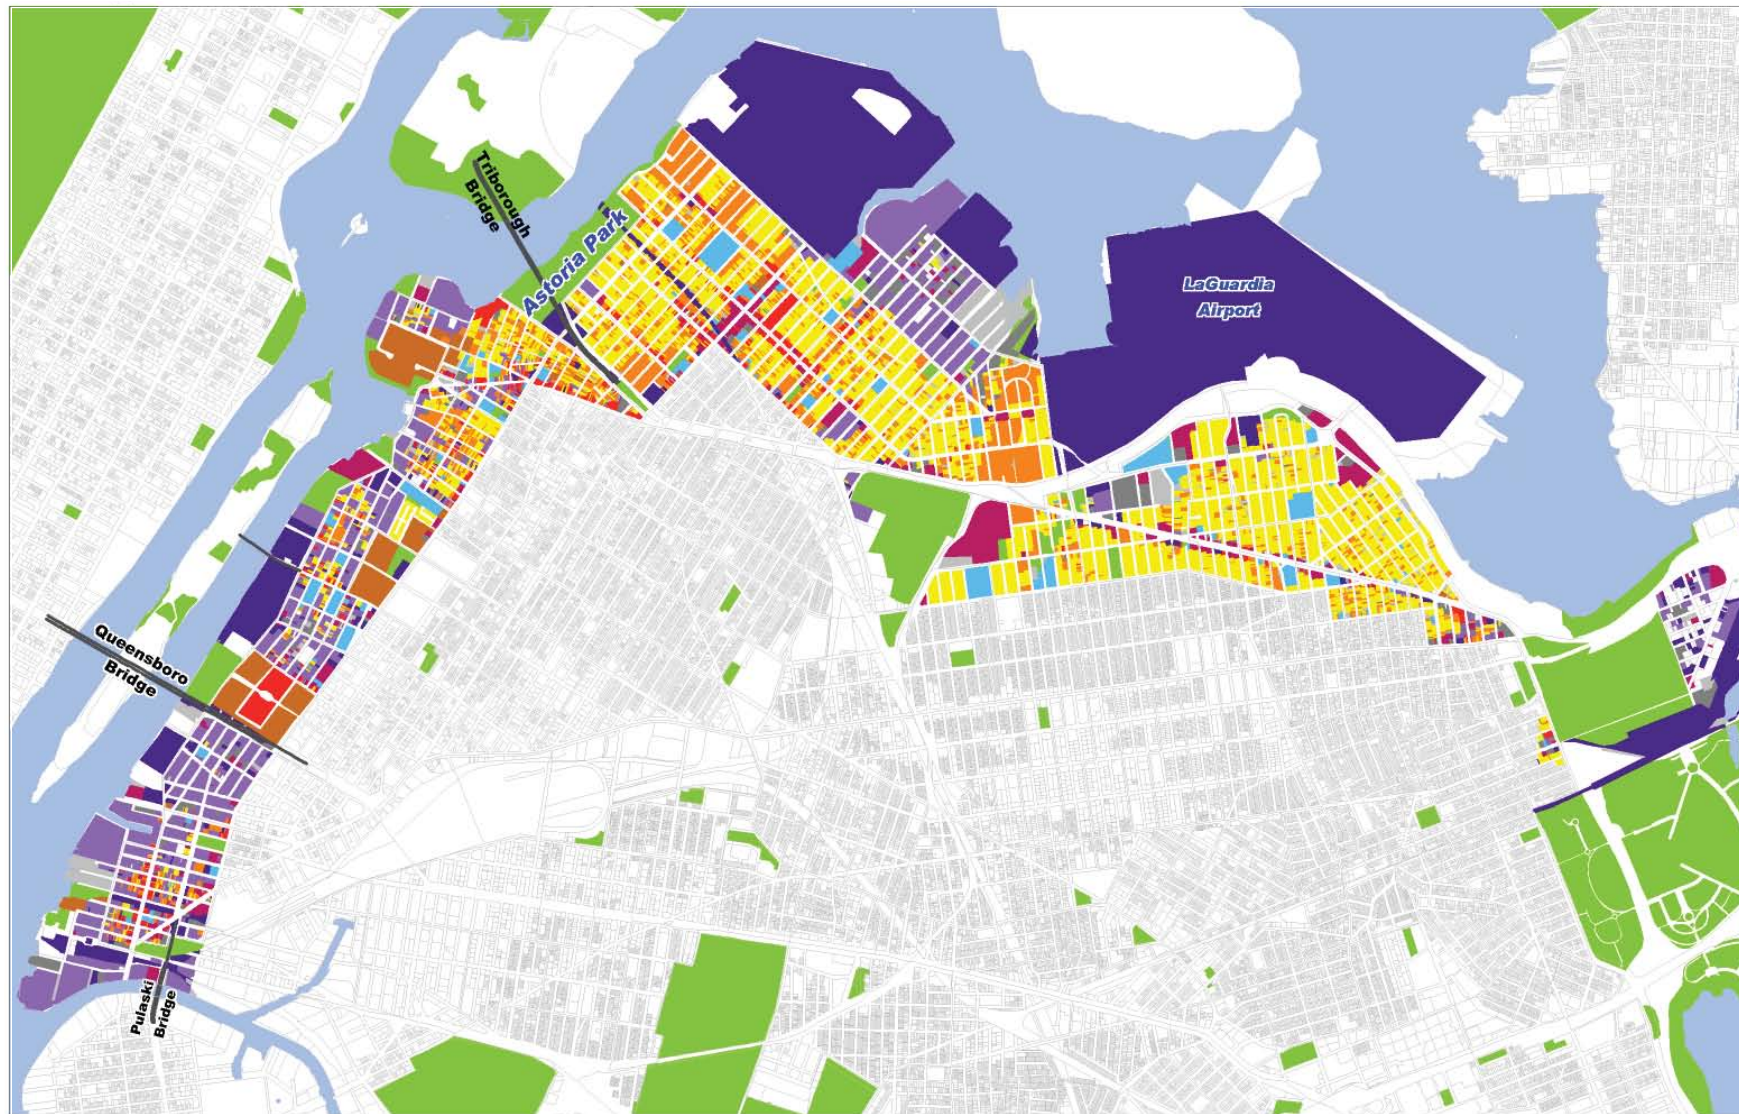 Triborough
Bridge
Astoria Park
LaGuardia
Airport
Queensboro
Bridge
Pulaski
Bridge